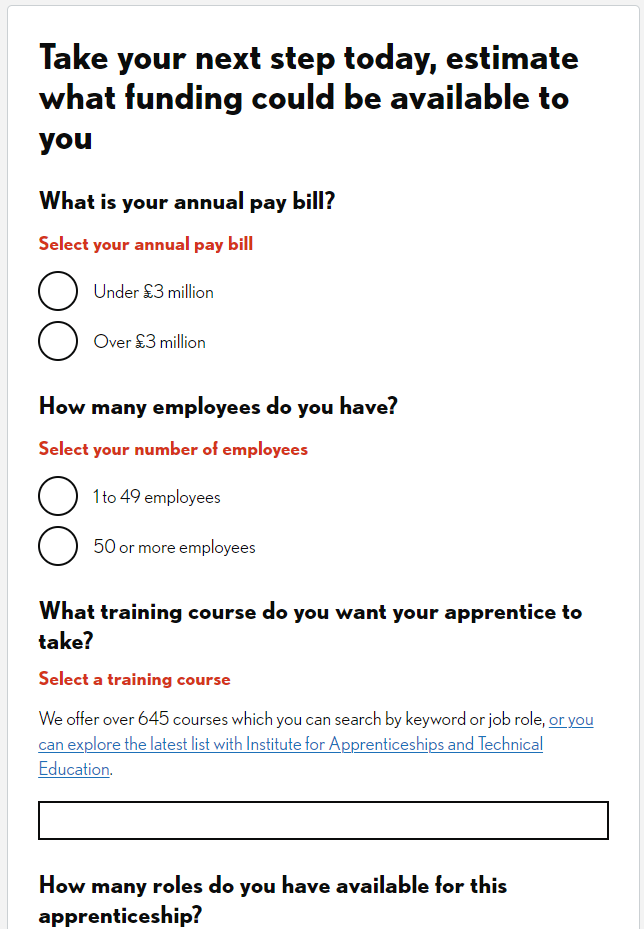 Take your next step today, estimate
what funding could be available to
you
What is your annual pay bill?
Select your annual pay bill
Under £3 million
Over £3 million
How many employees do you have?
Select your number of employees
1 to 49 employees
50 or more employees
What training course do you want your apprentice to
take?
Select a training course
We offer over 645 courses which you can search by keyword or job role, or you
can explore the latest list with Institute for Apprenticeships and Technical
Education.
How many roles do you have available for this
apprenticeship?